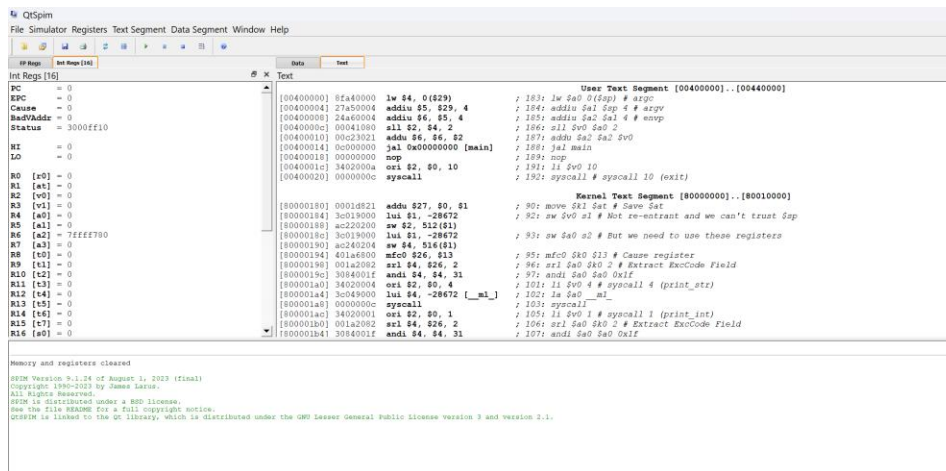 QtSpim
File Simulator Registers Text Segment Data Segment Window Help
FP Regs Int Regs [16]
Data Text
Int Regs [16]
Text
PC = 0
EPC = 0
Cause = 0
BadVAddr = 0
Status = 3000ff10
HI = 0
LO = 0
R0 [r0] = 0
R1 [at] = 0
R2 [v0] = 0
R3 [v1] = 0
R4 [a0] = 0
R5 [a1] = 0
R6 [a2] = 7ffff780
R7 [a3] = 0
R8 [t0] = 0
R9 [t1] = 0
R10 [t2] = 0
R11 [t3] = 0
R12 [t4] = 0
R13 [t5] = 0
R14 [t6] = 0
R15 [t7] = 0
R16 [s0] = 0
User Text Segment [00400000]..[00440000]
[00400000] 8fa40000 lw $4, 0($29) ; 183: lw $a0 0($sp) # argc
[00400004] 27a50004 addiu $5, $29, 4 ; 184: addiu $a1 $sp 4 # argv
[00400008] 24a60004 addiu $6, $5, 4 ; 185: addiu $a2 $a1 4 # envp
[0040000c] 00041080 sll $2, $4, 2 ; 186: sll $v0 $a0 2
[00400010] 00c23021 addu $6, $6, $2 ; 187: addu $a2 $a2 $v0
[00400014] 0c000000 jal 0x00000000 [main] ; 188: jal main
[00400018] 00000000 nop ; 189: nop
[0040001c] 3402000a ori $2, $0, 10 ; 191: li $v0 10
[00400020] 0000000c syscall ; 192: syscall # syscall 10 (exit)
Kernel Text Segment [80000000]..[80010000]
[80000180] 0001d821 addu $27, $0, $1 ; 90: move $k1 $at # Save $at
[80000184] 3c019000 lui $1, -28672 ; 92: sw $v0 s1 # Not re-entrant and we can't trust $sp
[80000188] ac220200 sw $2, 512($1)
[8000018c] 3c019000 lui $1, -28672 ; 93: sw $a0 s2 # But we need to use these registers
[80000190] ac240204 sw $4, 516($1)
[80000194] 401a6800 mfc0 $26, $13 ; 95: mfc0 $k0 $13 # Cause register
[80000198] 001a2082 srl $4, $26, 2 ; 96: srl $a0 $k0 2 # Extract ExcCode Field
[8000019c] 3084001f andi $4, $4, 31 ; 97: andi $a0 $a0 0x1f
[800001a0] 34020004 ori $2, $0, 4 ; 101: li $v0 4 # syscall 4 (print_str)
[800001a4] 3c049000 lui $4, -28672 [__m1_] ; 102: la $a0 __m1_
[800001a8] 0000000c syscall ; 103: syscall
[800001ac] 34020001 ori $2, $0, 1 ; 105: li $v0 1 # syscall 1 (print_int)
[800001b0] 001a2082 srl $4, $26, 2 ; 106: srl $a0 $k0 2 # Extract ExcCode Field
[800001b4] 3084001f andi $4, $4, 31 ; 107: andi $a0 $a0 0x1f
Memory and registers cleared
SPIM Version 9.1.24 of August 1, 2023 (final)
Copyright 1990-2023 by James Larus.
All Rights Reserved.
SPIM is distributed under a BSD license.
See the file README for a full copyright notice.
QtSPIM is linked to the Qt library, which is distributed under the GNU Lesser General Public License version 3 and version 2.1.